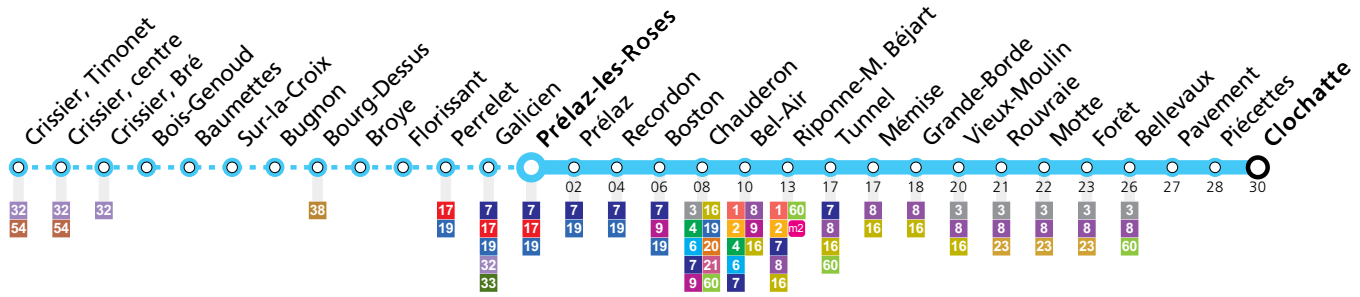 Crissier, Timonet
Crissier, centre
Crissier, Bré
Bois-Genoud
Baumettes
Sur-la-Croix
Bugnon
Bourg-Dessus
Broye
Florissant
Perrelet
Galicien
Prélaz-les-Roses
Prélaz
Recordon
Boston
Chauderon
Bel-Air
Riponne-M. Béjart
Tunnel
Mémise
Grande-Borde
Vieux-Moulin
Rouvraie
Motte
Forêt
Bellevaux
Pavement
Piécettes
Clochatte
02 04 06 08 10 13 17 17 18 20 21 22 23 26 27 28 30
32 32 32 38 17 7 7 7 7 7 3 16 1 8 1 60 7 8 8 3 3 3 3 3
54 54 19 17 17 19 19 9 4 19 2 9 2 m2 8 16 16 8 8 8 8 8
19 19 19 6 20 4 16 7 16 16 23 23 23 60
32 7 21 6 8 60
33 9 60 7 16